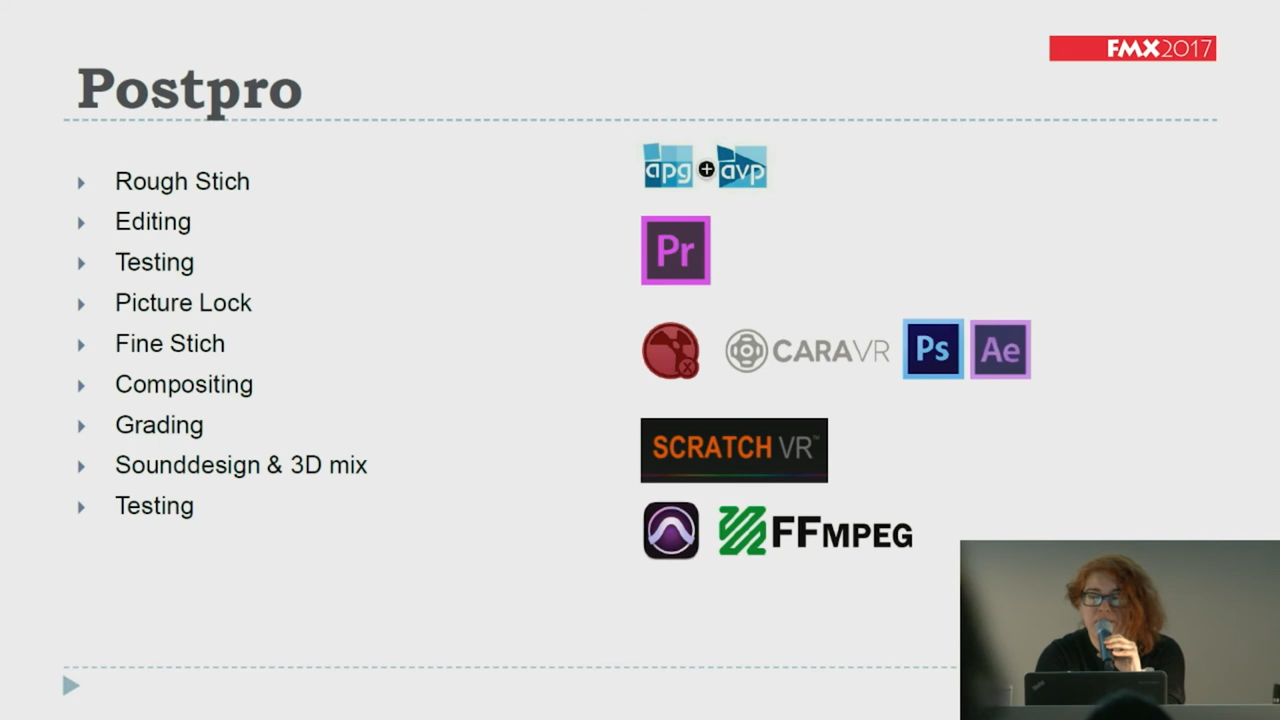 FMX2017
Postpro
Rough Stich
Editing
Testing
Picture Lock
Fine Stich
Compositing
Grading
Sounddesign & 3D mix
Testing
apg + avp
Pr
CARAVR Ps Ae
SCRATCH VR™
FFMPEG